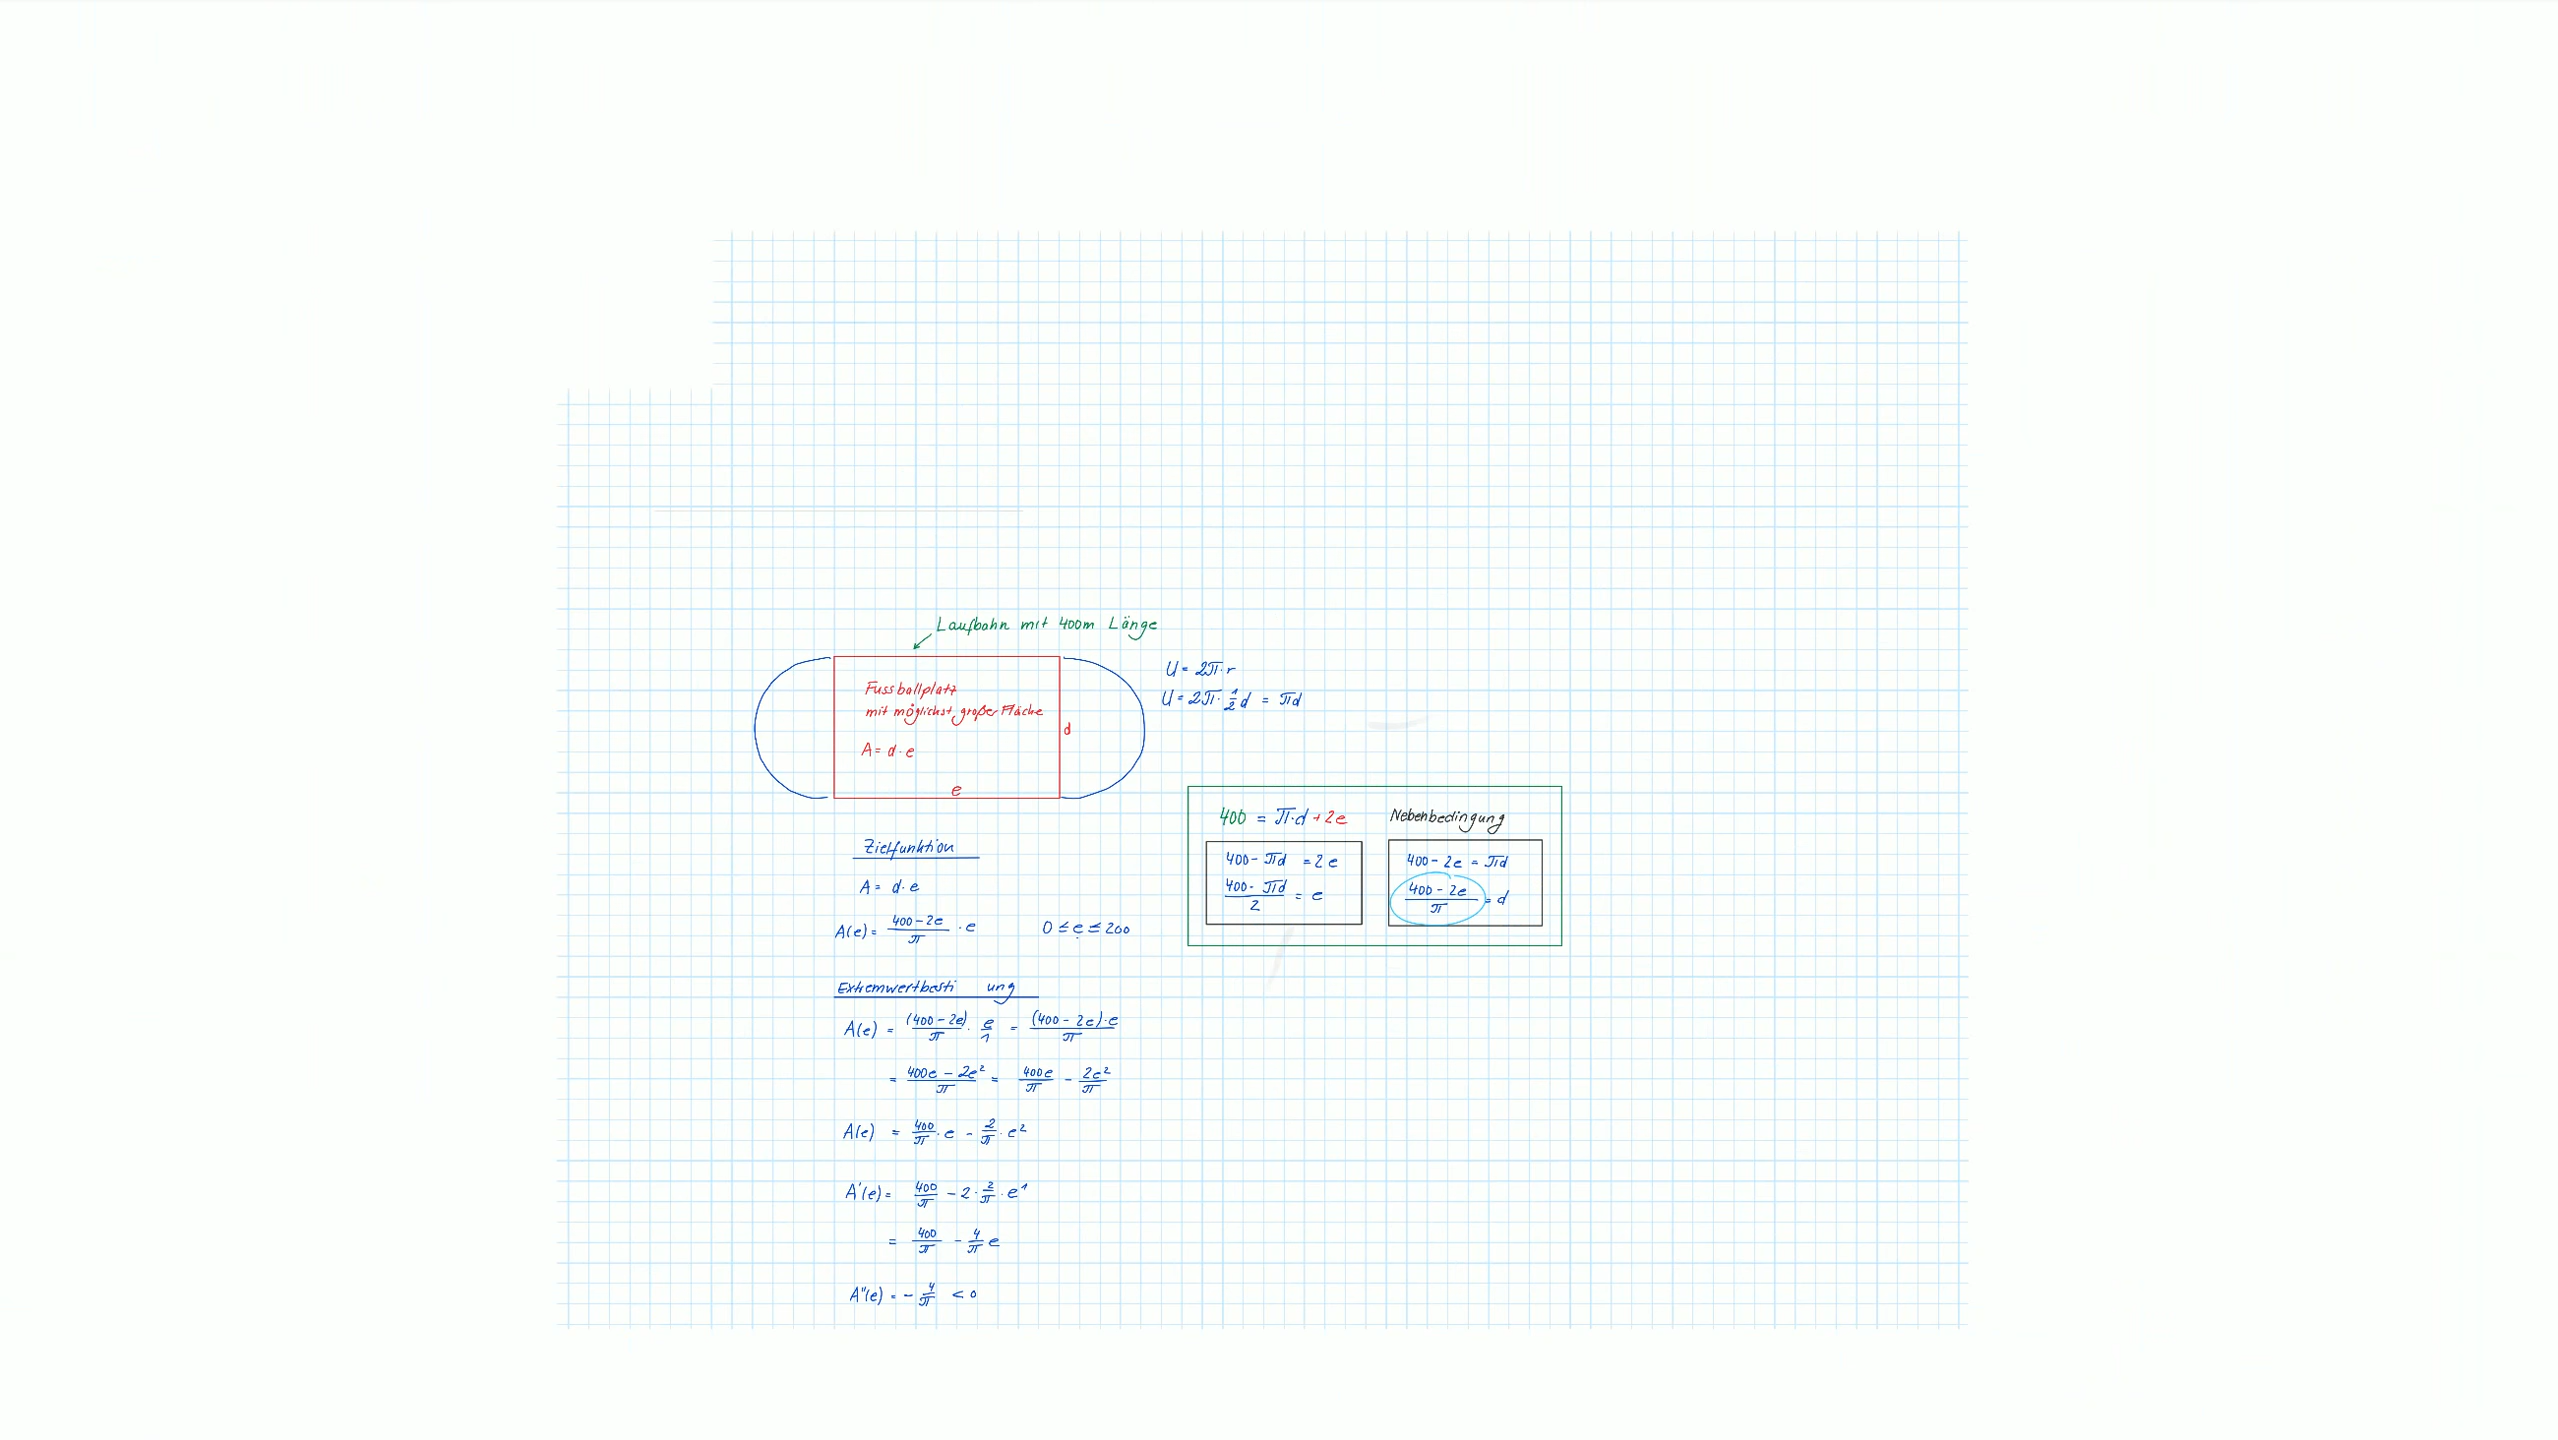 Laufbahn mit 400m Länge
Fussballplatz
mit möglichst großer Fläche
A = d · e
d
e
U = 2π · r
U = 2π · 1/2 d = πd
400 = π · d + 2e Nebenbedingung
400 - πd = 2e
(400 - πd)/2 = e
400 - 2e = πd
(400 - 2e)/π = d
Zielfunktion
A = d · e
A(e) = (400 - 2e)/π · e 0 ≤ e ≤ 200
Extremwertbesti ung
A(e) = (400 - 2e)/π · e/1 = (400 - 2e) · e/π
= (400e - 2e²)/π = 400e/π - 2e²/π
A(e) = 400/π · e - 2/π · e²
A'(e) = 400/π - 2 · 2/π · e¹
= 400/π - 4/π e
A''(e) = - 4/π < 0